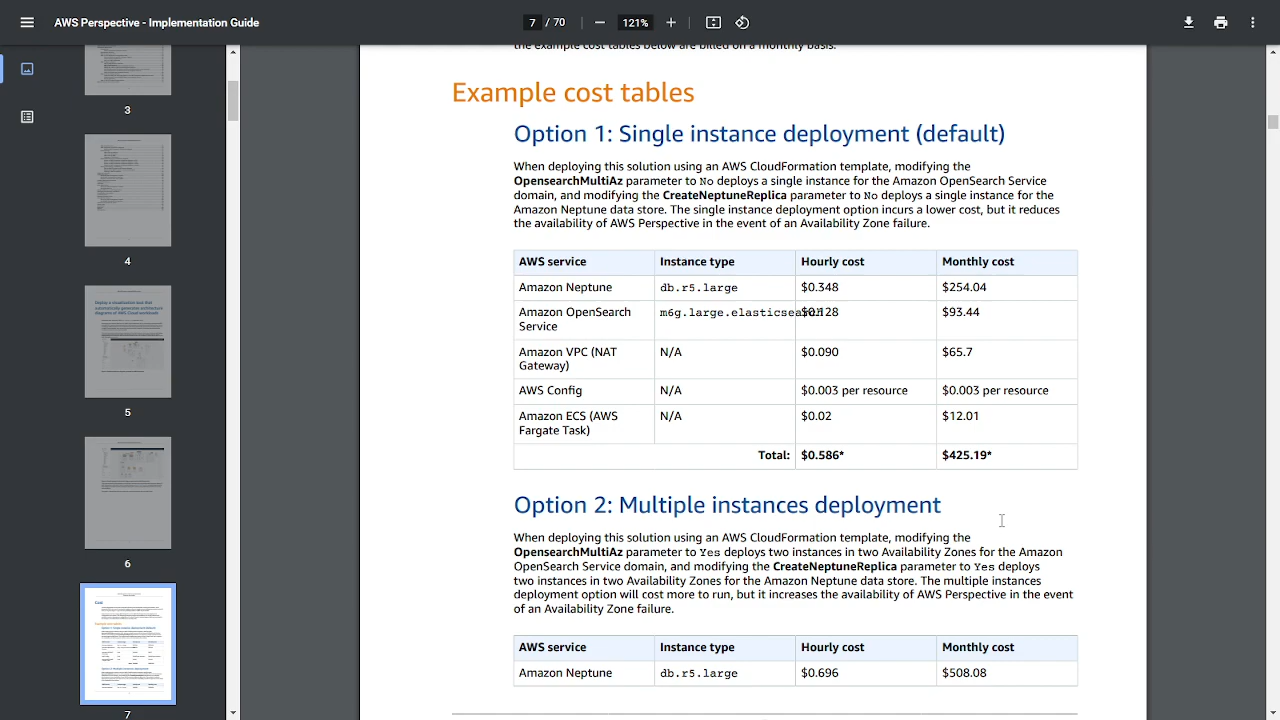 AWS Perspective - Implementation Guide
7 / 70
121%
3
4
5
6
7
the example cost tables below are billed on a monthly basis.
Example cost tables
Option 1: Single instance deployment (default)
When deploying this solution using an AWS CloudFormation template, modifying the
OpensearchMultiAz parameter to No deploys a single instance for the Amazon OpenSearch Service
domain, and modifying the CreateNeptuneReplica parameter to No deploys a single instance for the
Amazon Neptune data store. The single instance deployment option incurs a lower cost, but it reduces
the availability of AWS Perspective in the event of an Availability Zone failure.
AWS service Instance type Hourly cost Monthly cost
Amazon Neptune db.r5.large $0.348 $254.04
Amazon OpenSearch m6g.large.elasticsearch $0.128 $93.44
Service
Amazon VPC (NAT N/A $0.090 $65.7
Gateway)
AWS Config N/A $0.003 per resource $0.003 per resource
Amazon ECS (AWS N/A $0.02 $12.01
Fargate Task)
Total: $0.586* $425.19*
Option 2: Multiple instances deployment
When deploying this solution using an AWS CloudFormation template, modifying the
OpensearchMultiAz parameter to Yes deploys two instances in two Availability Zones for the Amazon
OpenSearch Service domain, and modifying the CreateNeptuneReplica parameter to Yes deploys
two instances in two Availability Zones for the Amazon Neptune data store. The multiple instances
deployment option will cost more to run, but it increases the availability of AWS Perspective in the event
of an Availability Zone failure.
AWS service Instance type Hourly cost Monthly cost
Amazon Neptune db.r5.large $508.03